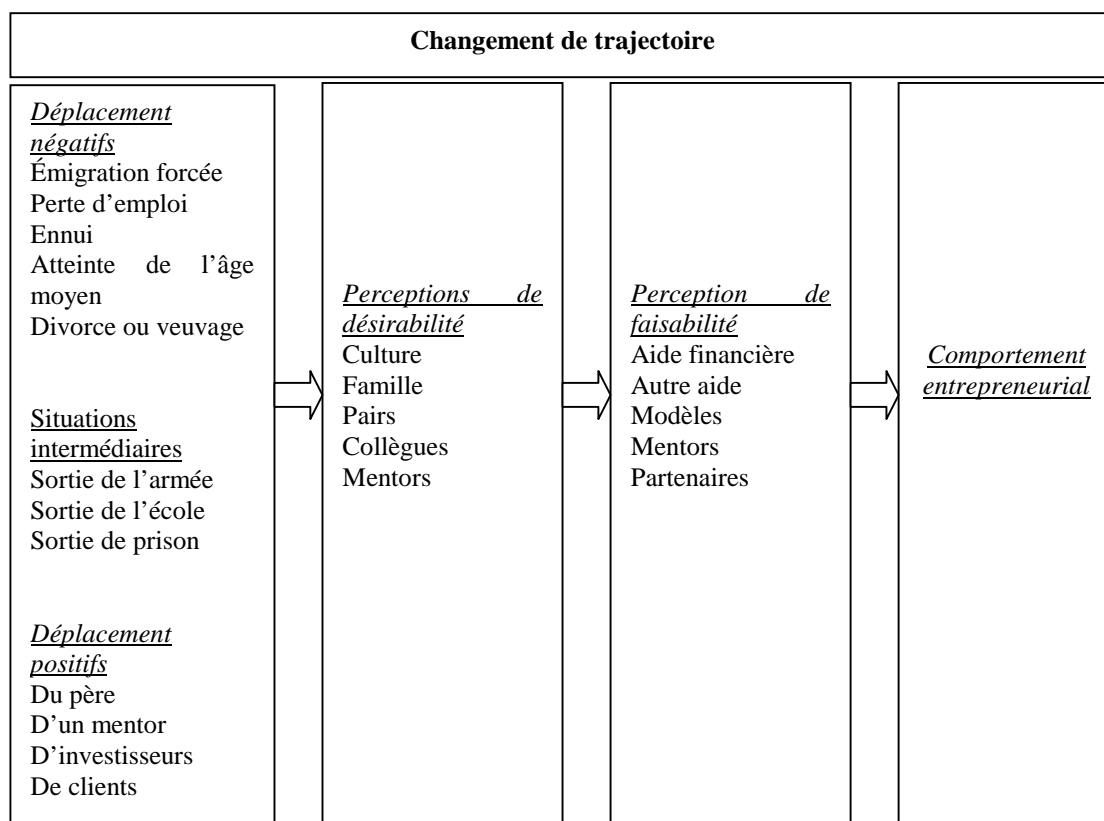 Changement de trajectoire
Déplacement
négatifs
Émigration forcée
Perte d’emploi
Ennui
Atteinte de l’âge
moyen
Divorce ou veuvage
Situations
intermédiaires
Sortie de l’armée
Sortie de l’école
Sortie de prison
Déplacement
positifs
Du père
D’un mentor
D’investisseurs
De clients
Perceptions de
désirabilité
Culture
Famille
Pairs
Collègues
Mentors
Perception de
faisabilité
Aide financière
Autre aide
Modèles
Mentors
Partenaires
Comportement
entrepreneurial